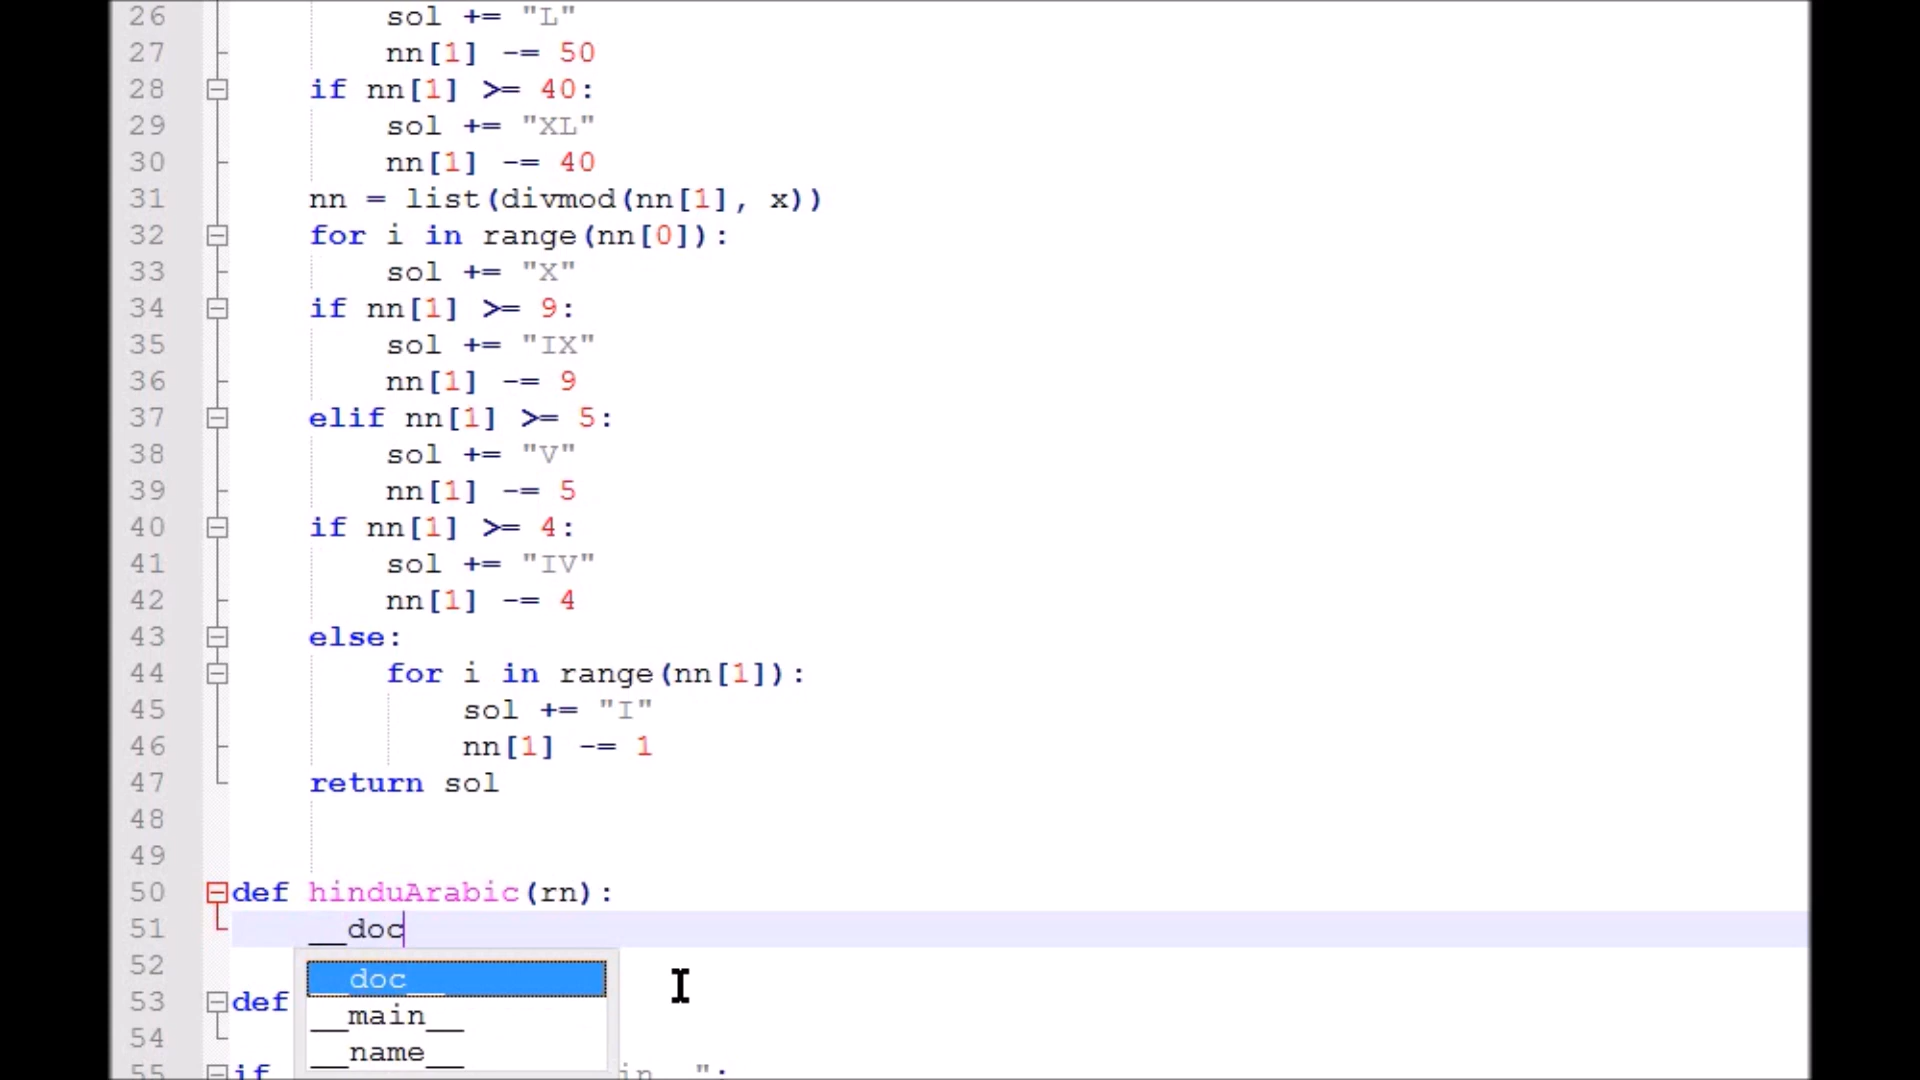 26 sol += "L"
27 nn[1] -= 50
28 if nn[1] >= 40:
29 sol += "XL"
30 nn[1] -= 40
31 nn = list(divmod(nn[1], x))
32 for i in range(nn[0]):
33 sol += "X"
34 if nn[1] >= 9:
35 sol += "IX"
36 nn[1] -= 9
37 elif nn[1] >= 5:
38 sol += "V"
39 nn[1] -= 5
40 if nn[1] >= 4:
41 sol += "IV"
42 nn[1] -= 4
43 else:
44 for i in range(nn[1]):
45 sol += "I"
46 nn[1] -= 1
47 return sol
48
49
50 def hinduArabic(rn):
51 __doc
52 __doc__
53 def
__main__
54
__name__
55 if in__":